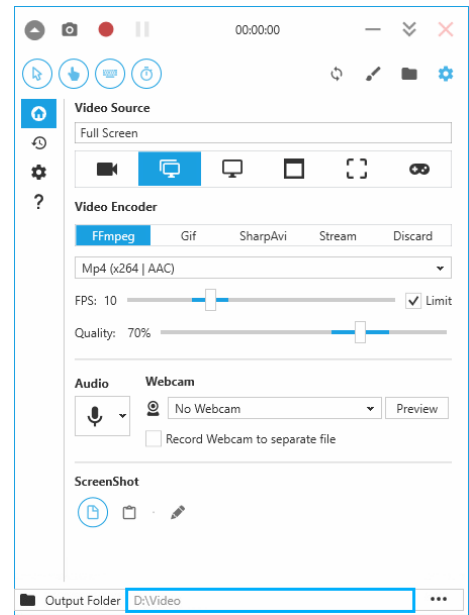 00:00:00
Video Source
Full Screen
Video Encoder
FFmpeg Gif SharpAvi Stream Discard
Mp4 (x264 | AAC)
FPS: 10 Limit
Quality: 70%
Audio Webcam
No Webcam Preview
Record Webcam to separate file
ScreenShot
Output Folder D:\Video ...